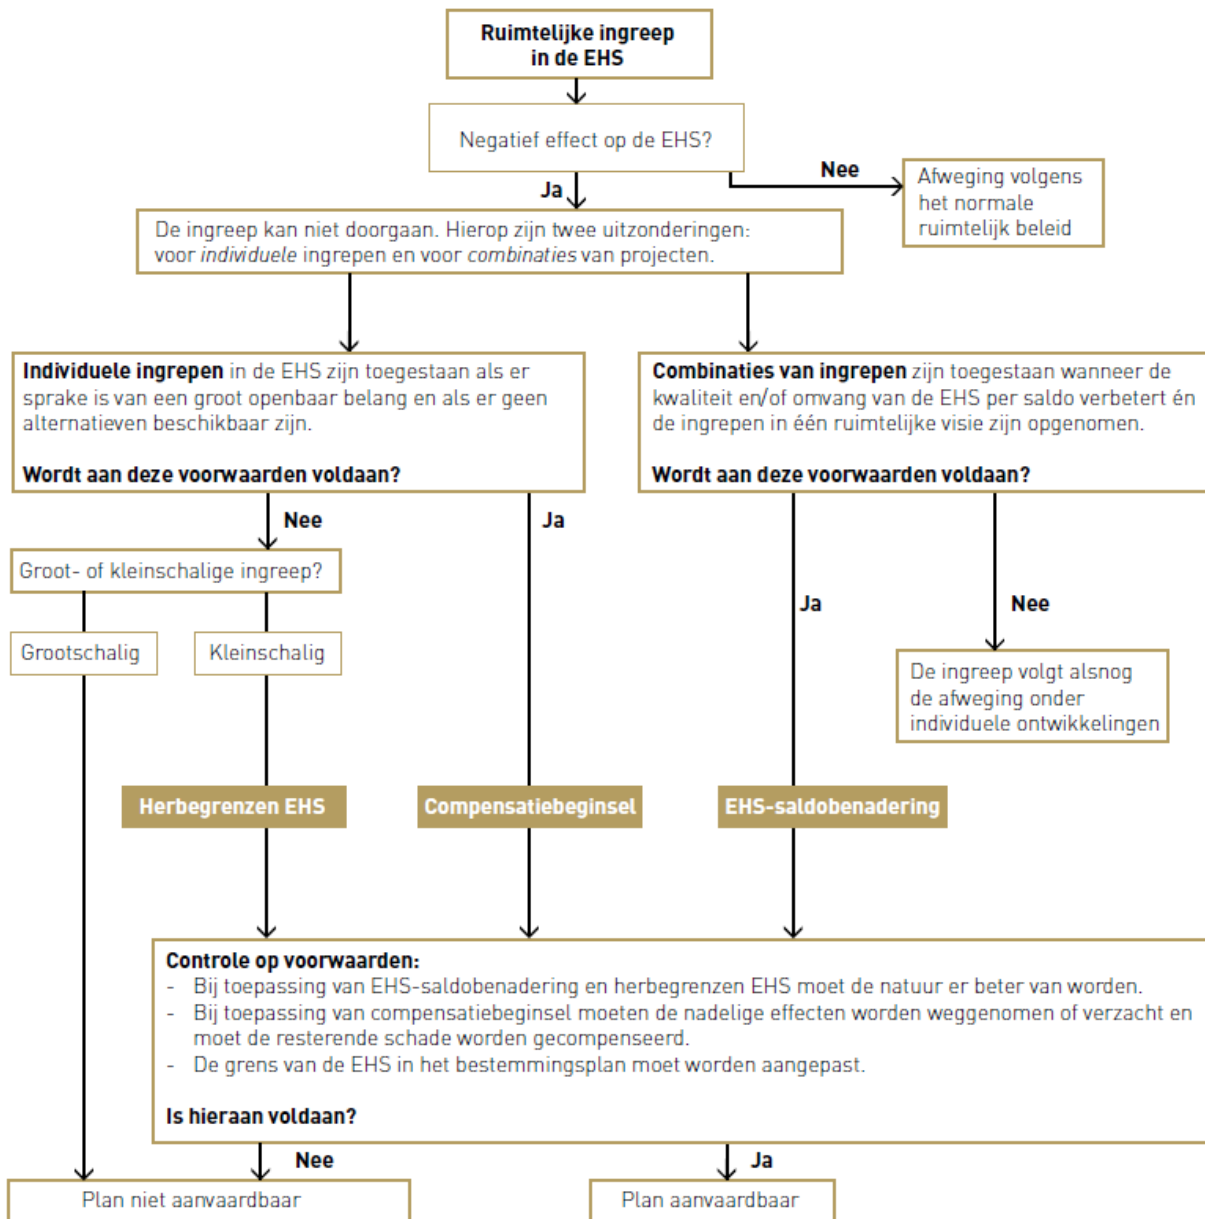 Ruimtelijke ingreep
in de EHS
Negatief effect op de EHS?
Nee
Ja
Afweging volgens
het normale
ruimtelijk beleid
De ingreep kan niet doorgaan. Hierop zijn twee uitzonderingen:
voor individuele ingrepen en voor combinaties van projecten.
Individuele ingrepen in de EHS zijn toegestaan als er
sprake is van een groot openbaar belang en als er geen
alternatieven beschikbaar zijn.
Wordt aan deze voorwaarden voldaan?
Combinaties van ingrepen zijn toegestaan wanneer de
kwaliteit en/of omvang van de EHS per saldo verbetert én
de ingrepen in één ruimtelijke visie zijn opgenomen.
Wordt aan deze voorwaarden voldaan?
Nee
Ja
Groot- of kleinschalige ingreep?
Ja
Nee
Grootschalig
Kleinschalig
De ingreep volgt alsnog
de afweging onder
individuele ontwikkelingen
Herbegrenzen EHS
Compensatiebeginsel
EHS-saldobenadering
Controle op voorwaarden:
- Bij toepassing van EHS-saldobenadering en herbegrenzen EHS moet de natuur er beter van worden.
- Bij toepassing van compensatiebeginsel moeten de nadelige effecten worden weggenomen of verzacht en
moet de resterende schade worden gecompenseerd.
- De grens van de EHS in het bestemmingsplan moet worden aangepast.
Is hieraan voldaan?
Nee
Ja
Plan niet aanvaardbaar
Plan aanvaardbaar